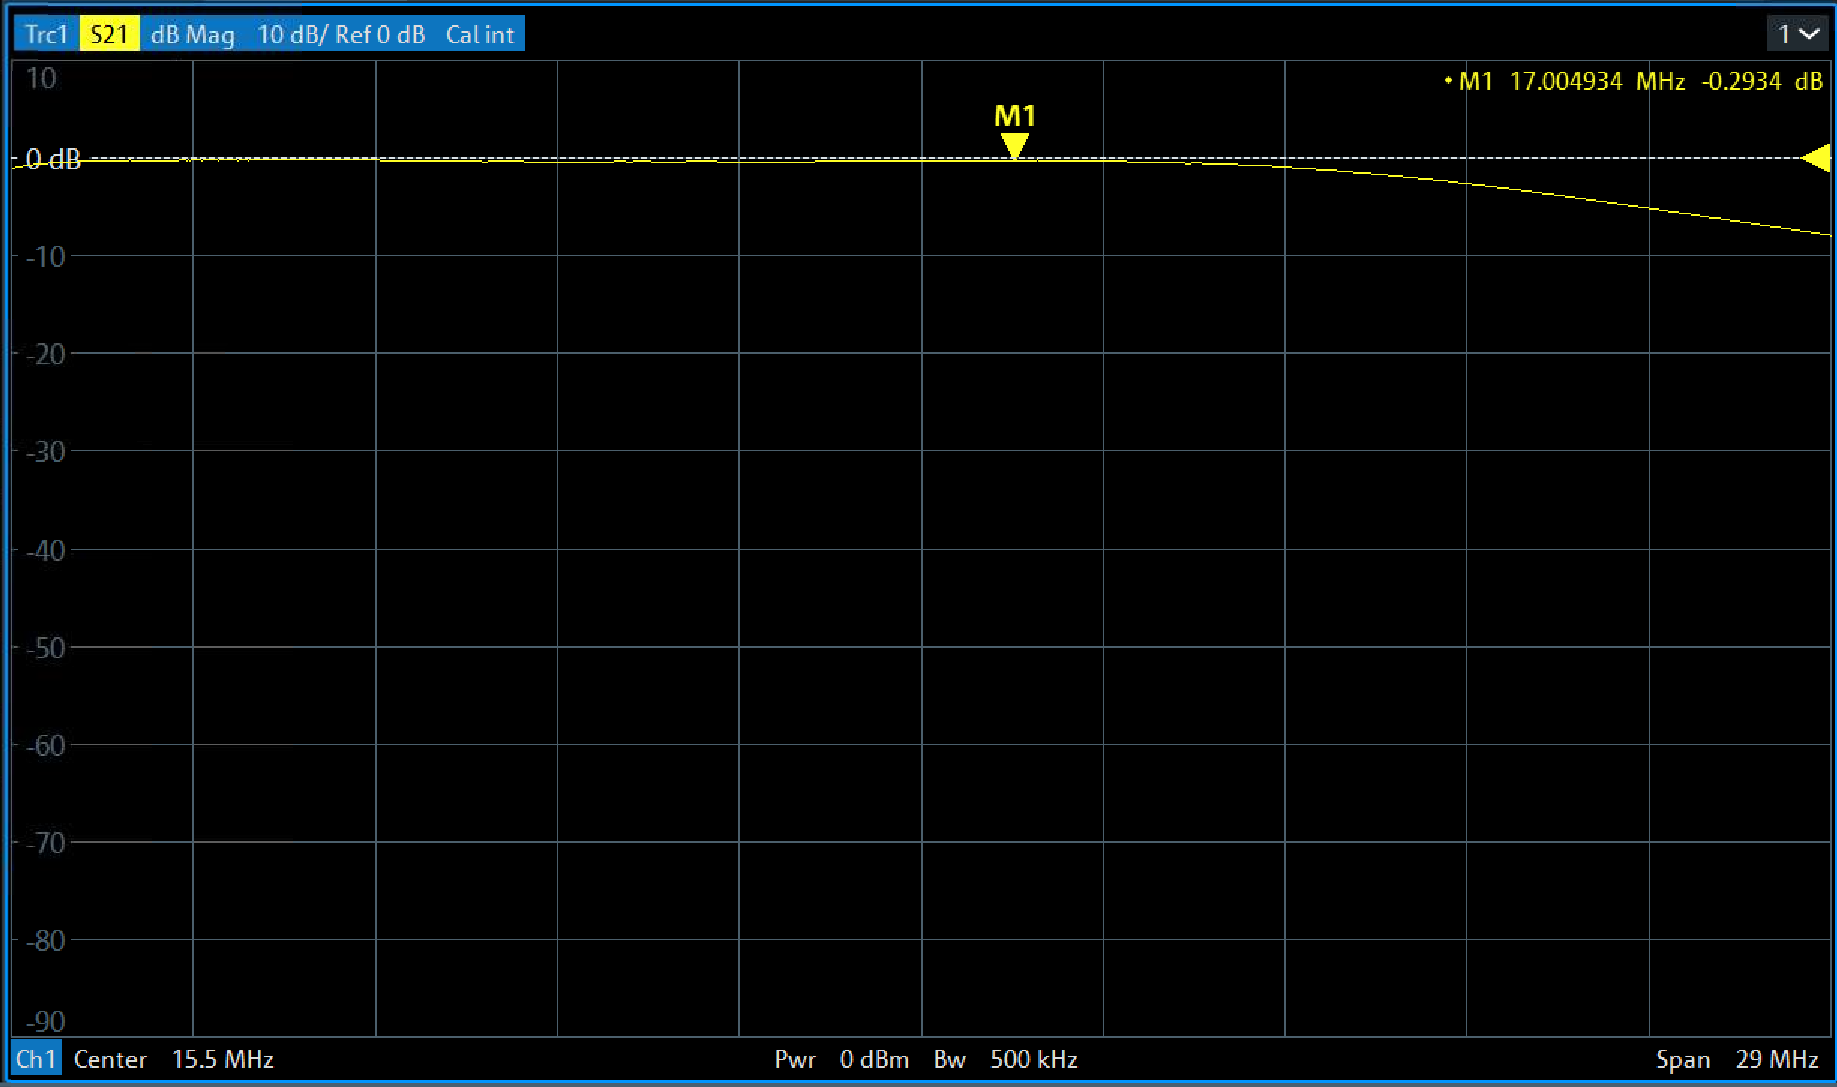 Trc1 S21 dB Mag 10 dB/ Ref 0 dB Cal int 1
10
• M1 17.004934 MHz -0.2934 dB
M1
0 dB
-10
-20
-30
-40
-50
-60
-70
-80
-90
Ch1 Center 15.5 MHz Pwr 0 dBm Bw 500 kHz Span 29 MHz